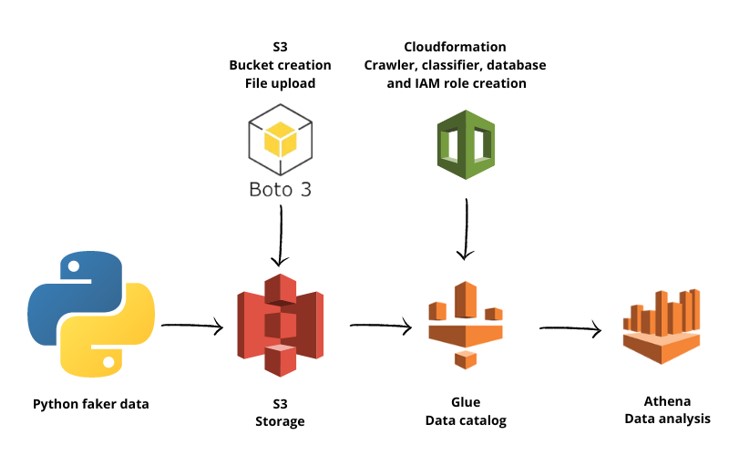 S3
Bucket creation
File upload
Cloudformation
Crawler, classifier, database
and IAM role creation
Boto 3
Python faker data
S3
Storage
Glue
Data catalog
Athena
Data analysis